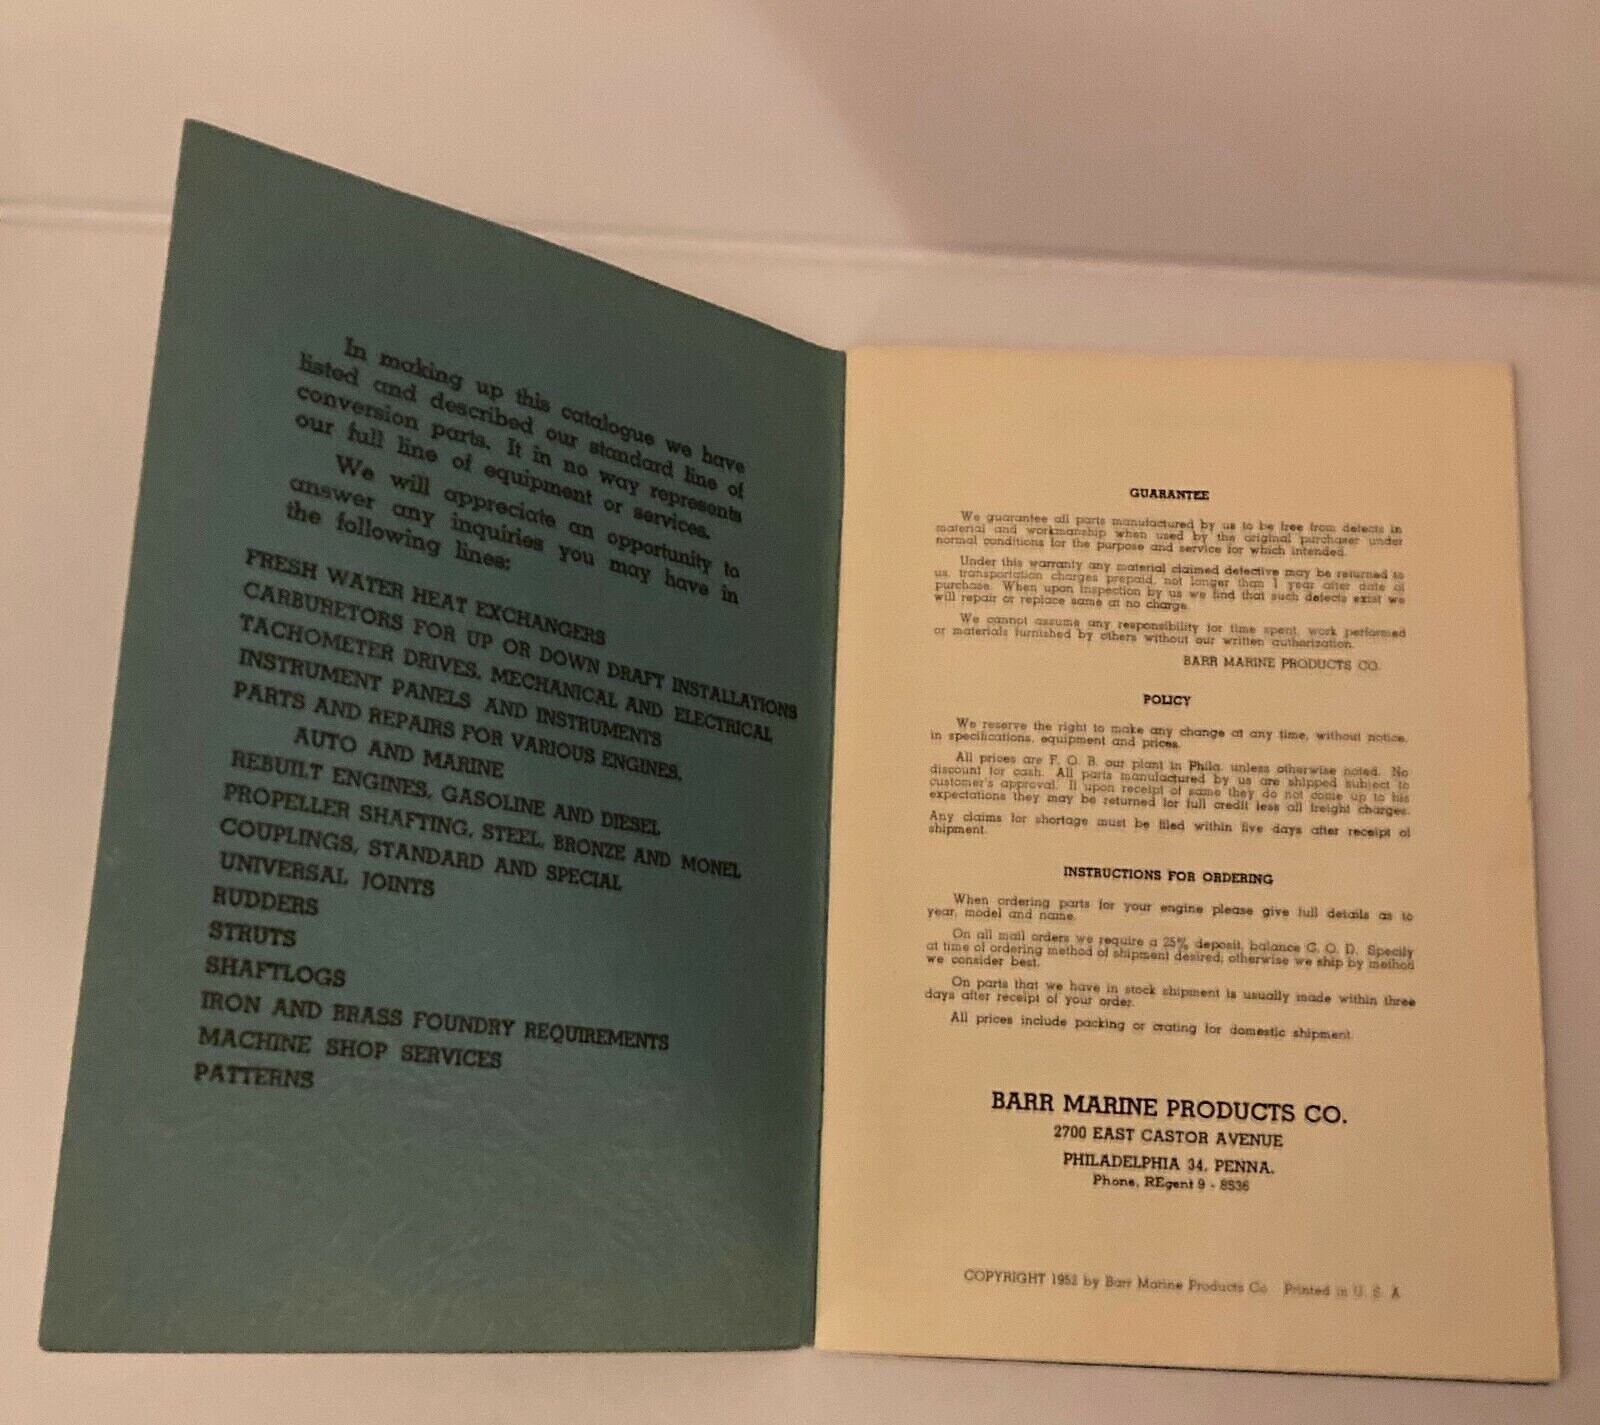 In making up this catalogue we have
listed and described our standard line of
conversion parts. It in no way represents
our full line of equipment or services.
We will appreciate an opportunity to
answer any inquiries you may have in
the following lines:
FRESH WATER HEAT EXCHANGERS
CARBURETORS FOR UP OR DOWN DRAFT INSTALLATIONS
TACHOMETER DRIVES, MECHANICAL AND ELECTRICAL
INSTRUMENT PANELS AND INSTRUMENTS
PARTS AND REPAIRS FOR VARIOUS ENGINES,
AUTO AND MARINE
REBUILT ENGINES, GASOLINE AND DIESEL
PROPELLER SHAFTING, STEEL, BRONZE AND MONEL
COUPLINGS, STANDARD AND SPECIAL
UNIVERSAL JOINTS
RUDDERS
STRUTS
SHAFTLOGS
IRON AND BRASS FOUNDRY REQUIREMENTS
MACHINE SHOP SERVICES
PATTERNS
GUARANTEE
We guarantee all parts manufactured by us to be free from defects in
material and workmanship when used by the original purchaser under
normal conditions for the purpose and service for which intended.
Under this warranty any material claimed defective may be returned to
us, transportation charges prepaid, not longer than 1 year after date of
purchase. When upon inspection by us we find that such defects exist we
will repair or replace same at no charge.
We cannot assume any responsibility for time spent, work performed
or materials furnished by others without our written authorization.
BARR MARINE PRODUCTS CO.
POLICY
We reserve the right to make any change at any time, without notice,
in specifications, equipment and prices.
All prices are F. O. B. our plant in Phila. unless otherwise noted. No
discount for cash. All parts manufactured by us are shipped subject to
customer's approval. If upon receipt of same they do not come up to his
expectations they may be returned for full credit less all freight charges.
Any claims for shortage must be filed within five days after receipt of
shipment.
INSTRUCTIONS FOR ORDERING
When ordering parts for your engine please give full details as to
year, model and name.
On all mail orders we require a 25% deposit, balance C. O. D. Specify
at time of ordering method of shipment desired; otherwise we ship by method
we consider best.
On parts that we have in stock shipment is usually made within three
days after receipt of your order.
All prices include packing or crating for domestic shipment.
BARR MARINE PRODUCTS CO.
2700 EAST CASTOR AVENUE
PHILADELPHIA 34, PENNA.
Phone, REgent 9 - 8536
COPYRIGHT 1952 by Barr Marine Products Co. Printed in U. S. A.